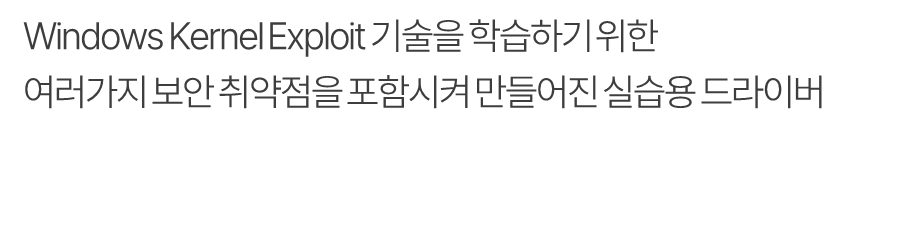 Windows Kernel Exploit 기술을 학습하기 위한
여러가지 보안 취약점을 포함시켜 만들어진 실습용 드라이버